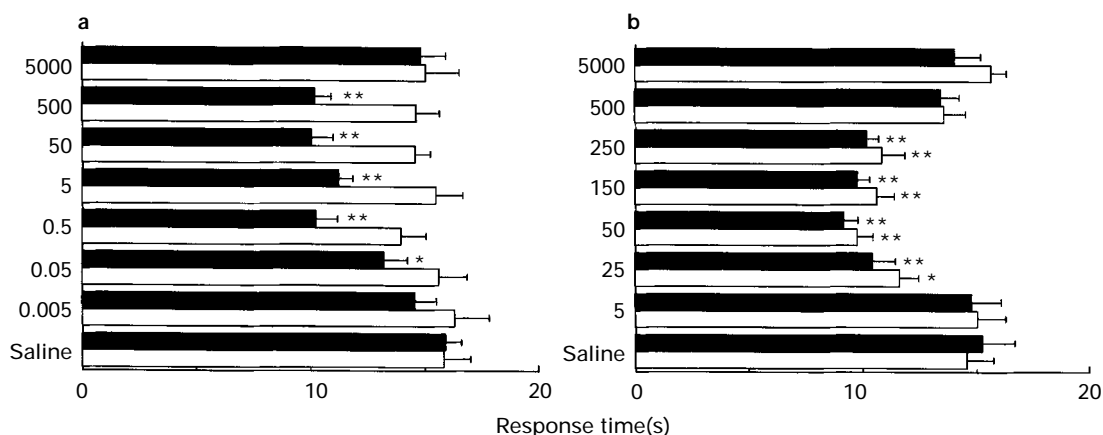 a
5000
500 **
50 **
5 **
0.5 **
0.05 *
0.005
Saline
0 10 20
b
5000
500
250 ** **
150 ** **
50 ** **
25 ** *
5
Saline
0 10 20
Response time(s)